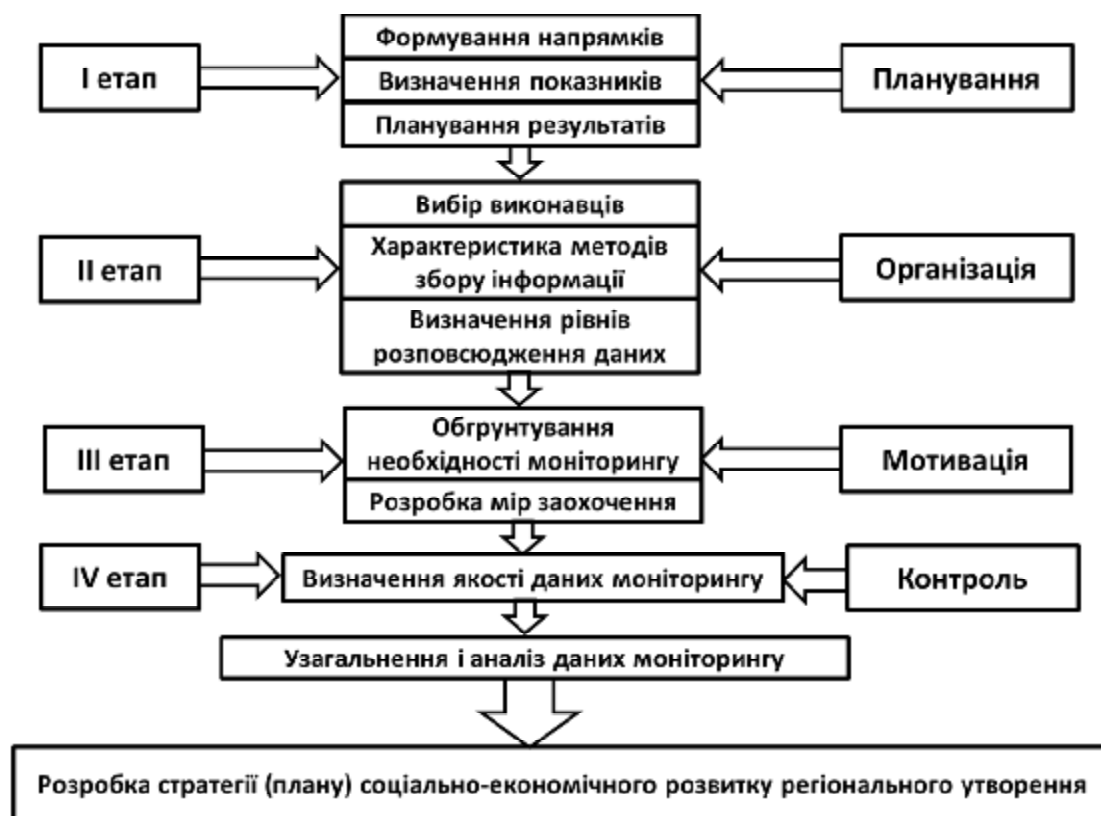 Формування напрямків
І етап
Визначення показників
Планування
Планування результатів
Вибір виконавців
ІІ етап
Характеристика методів
збору інформації
Організація
Визначення рівнів
розповсюдження даних
ІІІ етап
Обгрунтування
необхідності моніторингу
Мотивація
Розробка мір заохочення
IV етап
Визначення якості даних моніторингу
Контроль
Узагальнення і аналіз даних моніторингу
Розробка стратегії (плану) соціально-економічного розвитку регіонального утворення